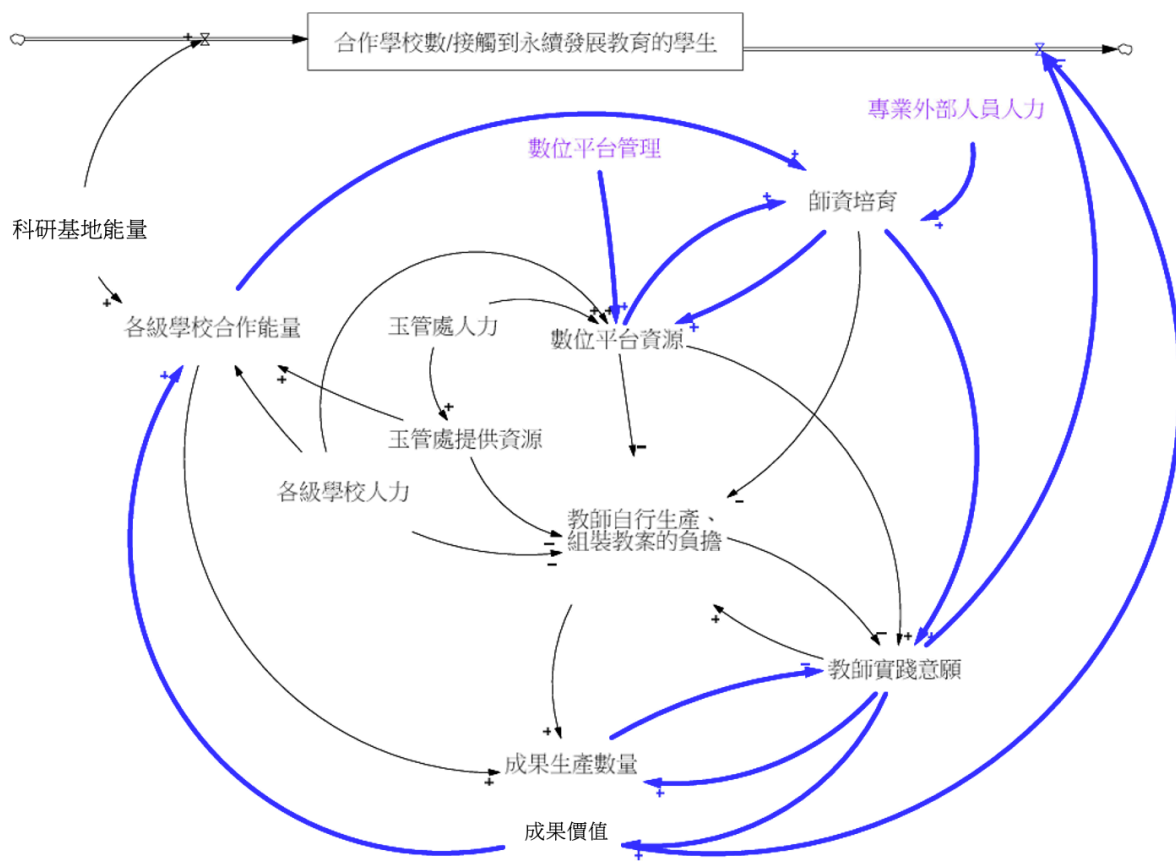 合作學校數/接觸到永續發展教育的學生
專業外部人員人力
數位平台管理
師資培育
科研基地能量
各級學校合作能量
玉管處人力
數位平台資源
玉管處提供資源
各級學校人力
教師自行生產、
組裝教案的負擔
教師實踐意願
成果生產數量
成果價值